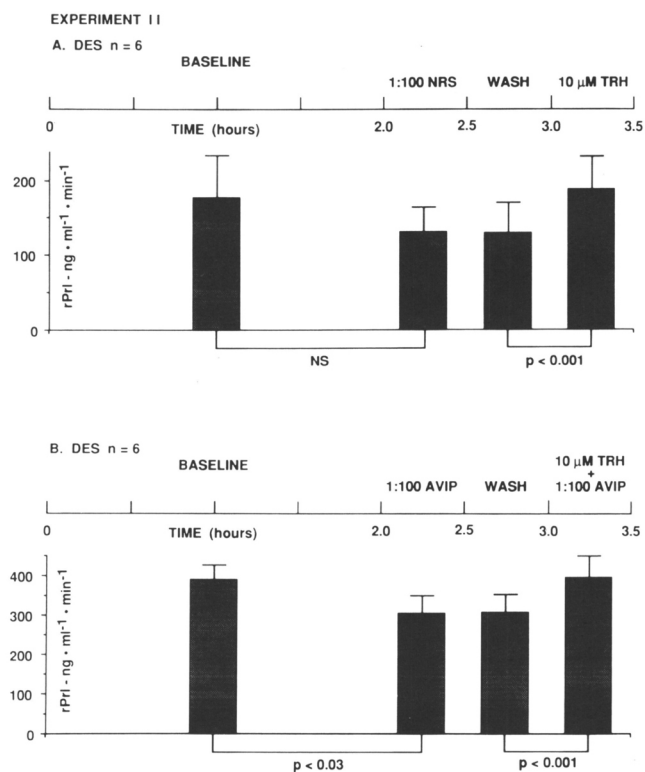 EXPERIMENT II
A. DES n = 6
BASELINE
1:100 NRS WASH 10 µM TRH
0 TIME (hours) 2.0 2.5 3.0 3.5
rPrl - ng • ml⁻¹ • min⁻¹
200
100
0
NS
p < 0.001
B. DES n = 6
BASELINE
10 µM TRH
+
1:100 AVIP WASH 1:100 AVIP
0 TIME (hours) 2.0 2.5 3.0 3.5
rPrl - ng • ml⁻¹ • min⁻¹
400
300
200
100
0
p < 0.03
p < 0.001